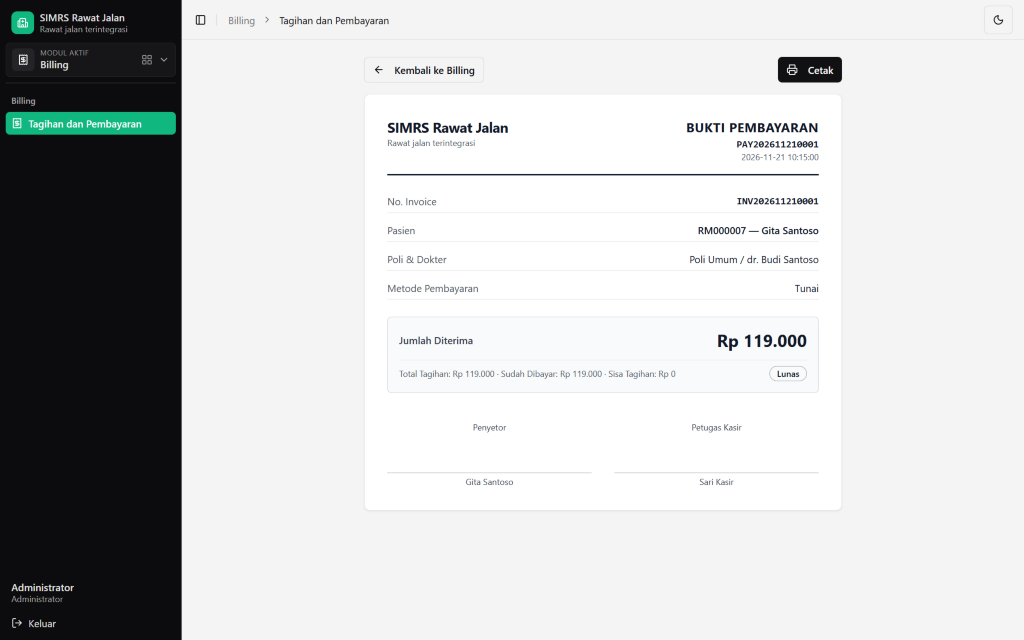 SIMRS Rawat Jalan
Rawat jalan terintegrasi
MODUL AKTIF
Billing
Billing
Tagihan dan Pembayaran
Administrator
Administrator
Keluar
Billing > Tagihan dan Pembayaran
Kembali ke Billing
Cetak
SIMRS Rawat Jalan
Rawat jalan terintegrasi
BUKTI PEMBAYARAN
PAY202611210001
2026-11-21 10:15:00
No. Invoice INV202611210001
Pasien RM000007 — Gita Santoso
Poli & Dokter Poli Umum / dr. Budi Santoso
Metode Pembayaran Tunai
Jumlah Diterima Rp 119.000
Total Tagihan: Rp 119.000 · Sudah Dibayar: Rp 119.000 · Sisa Tagihan: Rp 0 Lunas
Penyetor Petugas Kasir
Gita Santoso Sari Kasir